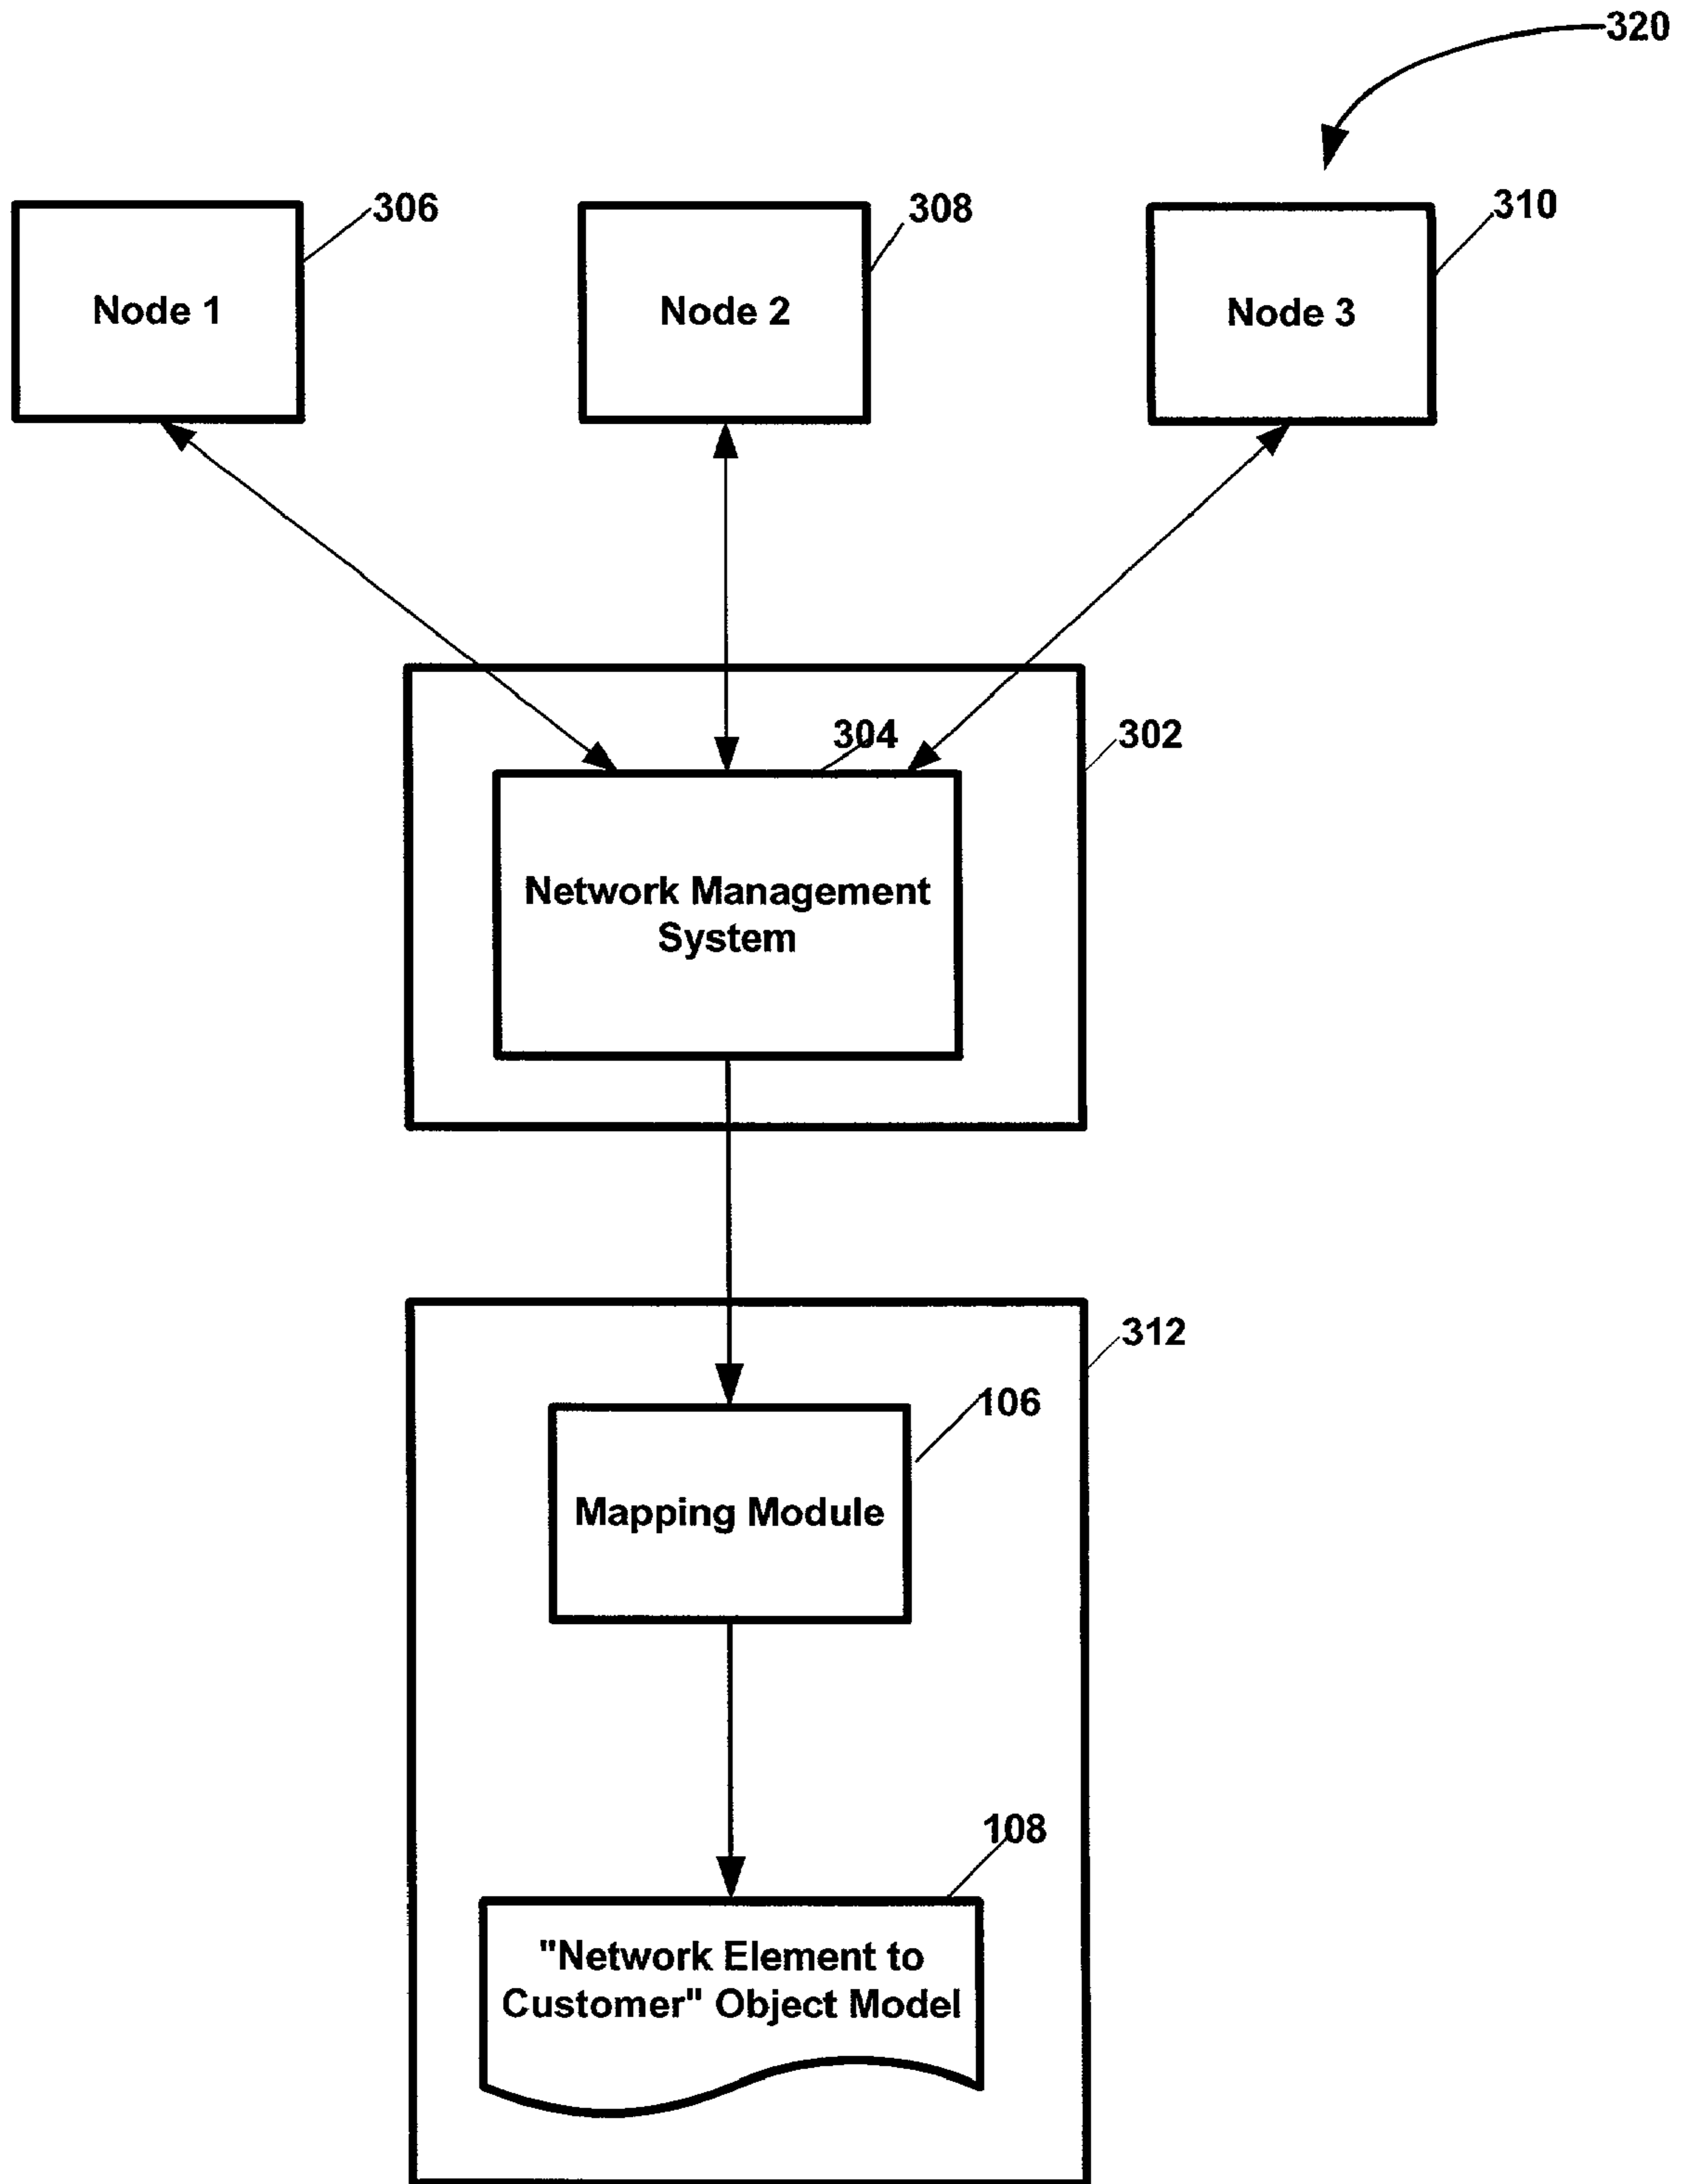 320
306
308
310
Node 1
Node 2
Node 3
304
302
Network Management
System
312
106
Mapping Module
108
"Network Element to
Customer" Object Model